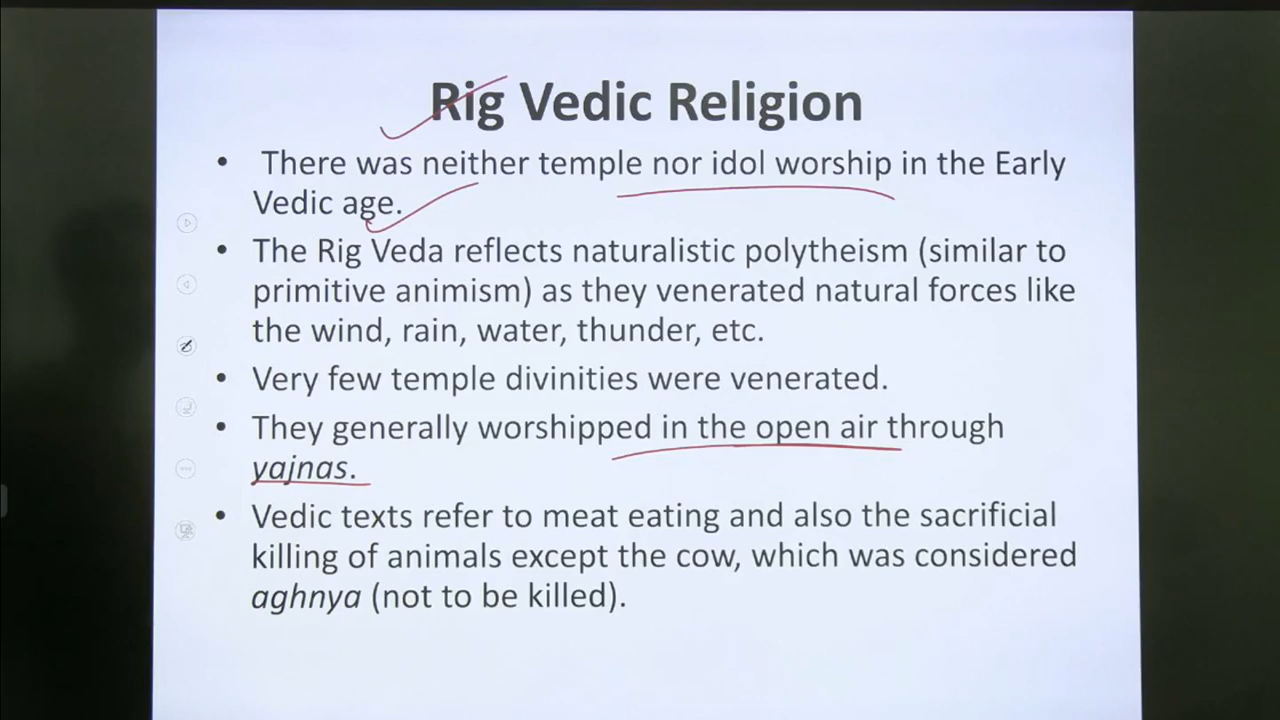 Rig Vedic Religion
• There was neither temple nor idol worship in the Early
Vedic age.
• The Rig Veda reflects naturalistic polytheism (similar to
primitive animism) as they venerated natural forces like
the wind, rain, water, thunder, etc.
• Very few temple divinities were venerated.
• They generally worshipped in the open air through
yajnas.
• Vedic texts refer to meat eating and also the sacrificial
killing of animals except the cow, which was considered
aghnya (not to be killed).